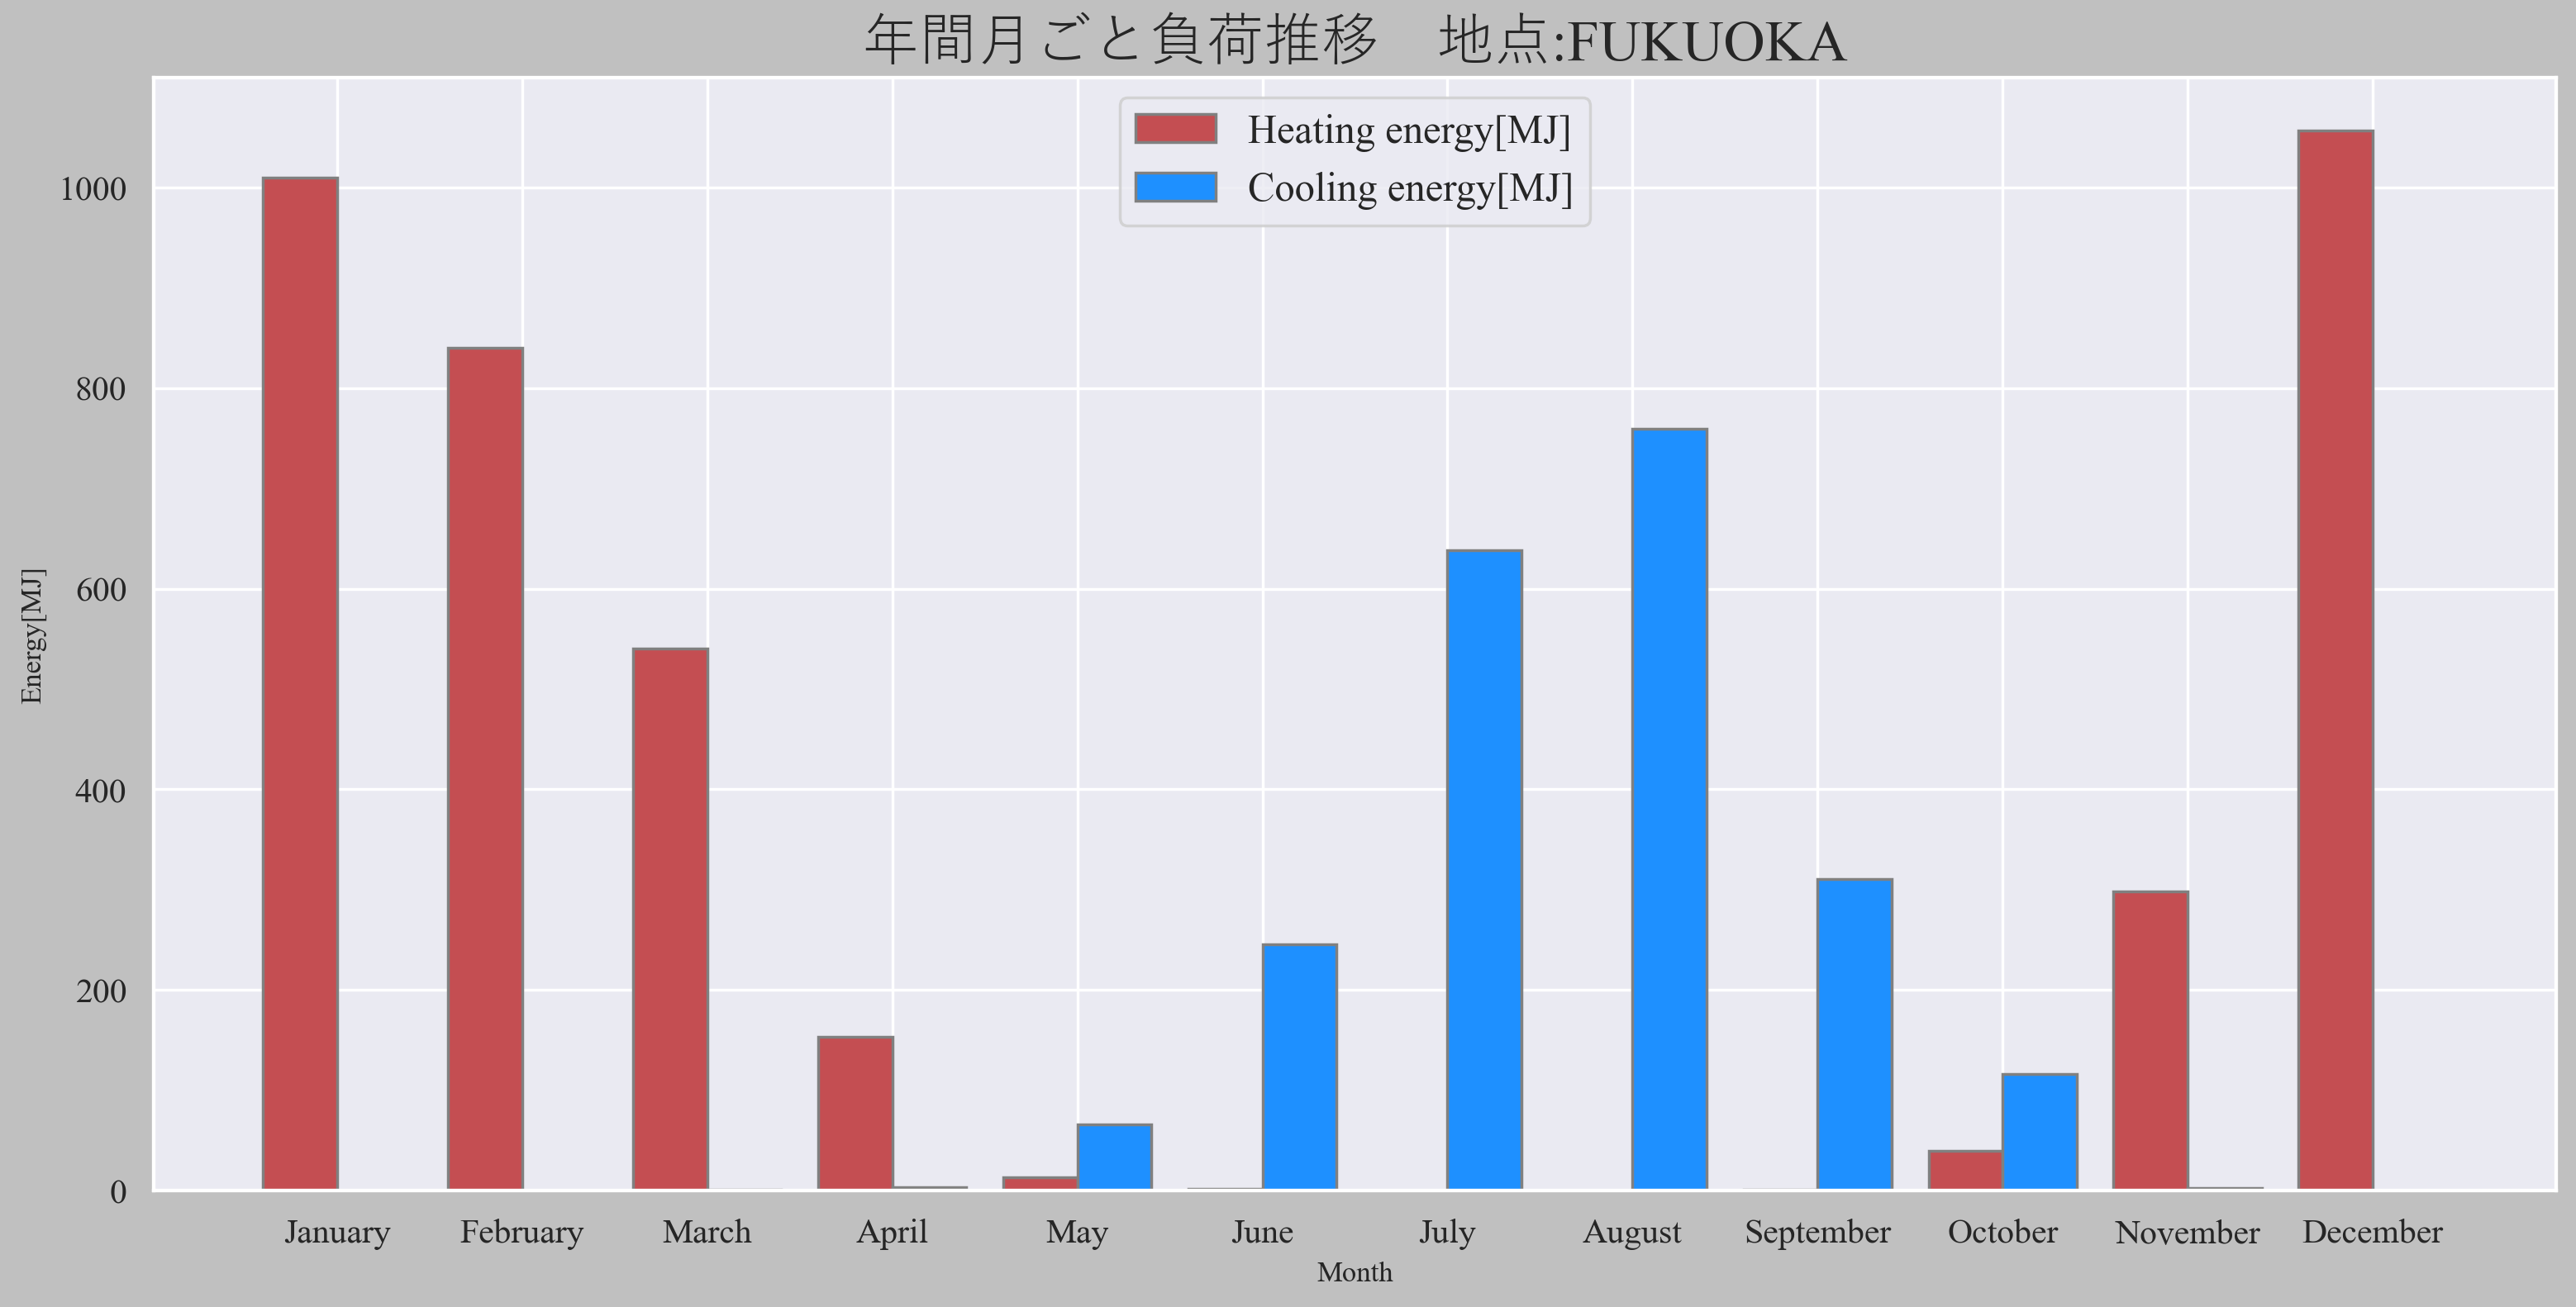 年間月ごと負荷推移　地点:FUKUOKA
Heating energy[MJ]
Cooling energy[MJ]
Energy[MJ]
1000
800
600
400
200
0
January February March April May June July August September October November December
Month